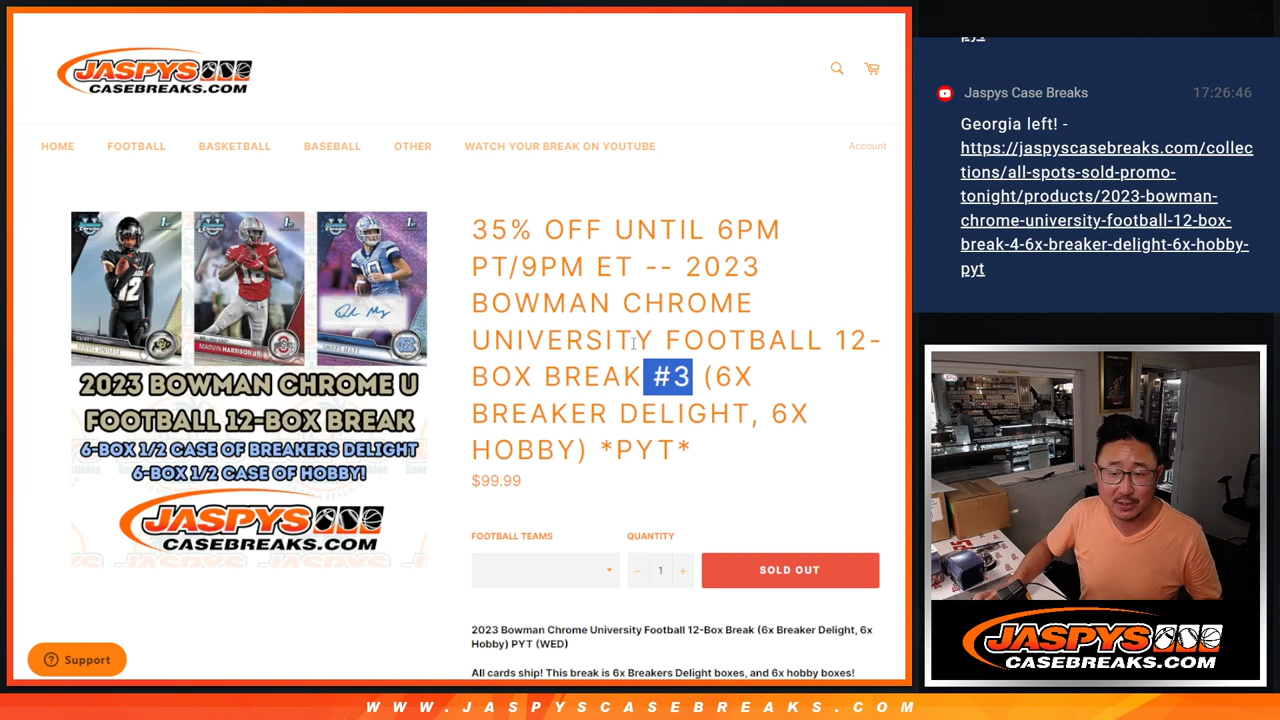 JASPYS
CASEBREAKS.COM
HOME FOOTBALL BASKETBALL BASEBALL OTHER WATCH YOUR BREAK ON YOUTUBE Account
35% OFF UNTIL 6PM
PT/9PM ET -- 2023
BOWMAN CHROME
UNIVERSITY FOOTBALL 12-
BOX BREAK #3 (6X
BREAKER DELIGHT, 6X
HOBBY) *PYT*
$99.99
FOOTBALL TEAMS QUANTITY
− 1 + SOLD OUT
2023 Bowman Chrome University Football 12-Box Break (6x Breaker Delight, 6x
Hobby) PYT (WED)
All cards ship! This break is 6x Breakers Delight boxes, and 6x hobby boxes!
1st
1st
1st
MARVIN HARRISON JR.
2023 BOWMAN CHROME U
FOOTBALL 12-BOX BREAK
6-BOX 1/2 CASE OF BREAKERS DELIGHT
6-BOX 1/2 CASE OF HOBBY!
JASPYS
CASEBREAKS.COM
Support
pyt
Jaspys Case Breaks 17:26:46
Georgia left! -
https://jaspyscasebreaks.com/collec
tions/all-spots-sold-promo-
tonight/products/2023-bowman-
chrome-university-football-12-box-
break-4-6x-breaker-delight-6x-hobby-
pyt
JASPYS
CASEBREAKS.COM
WWW.JASPYSCASEBREAKS.COM